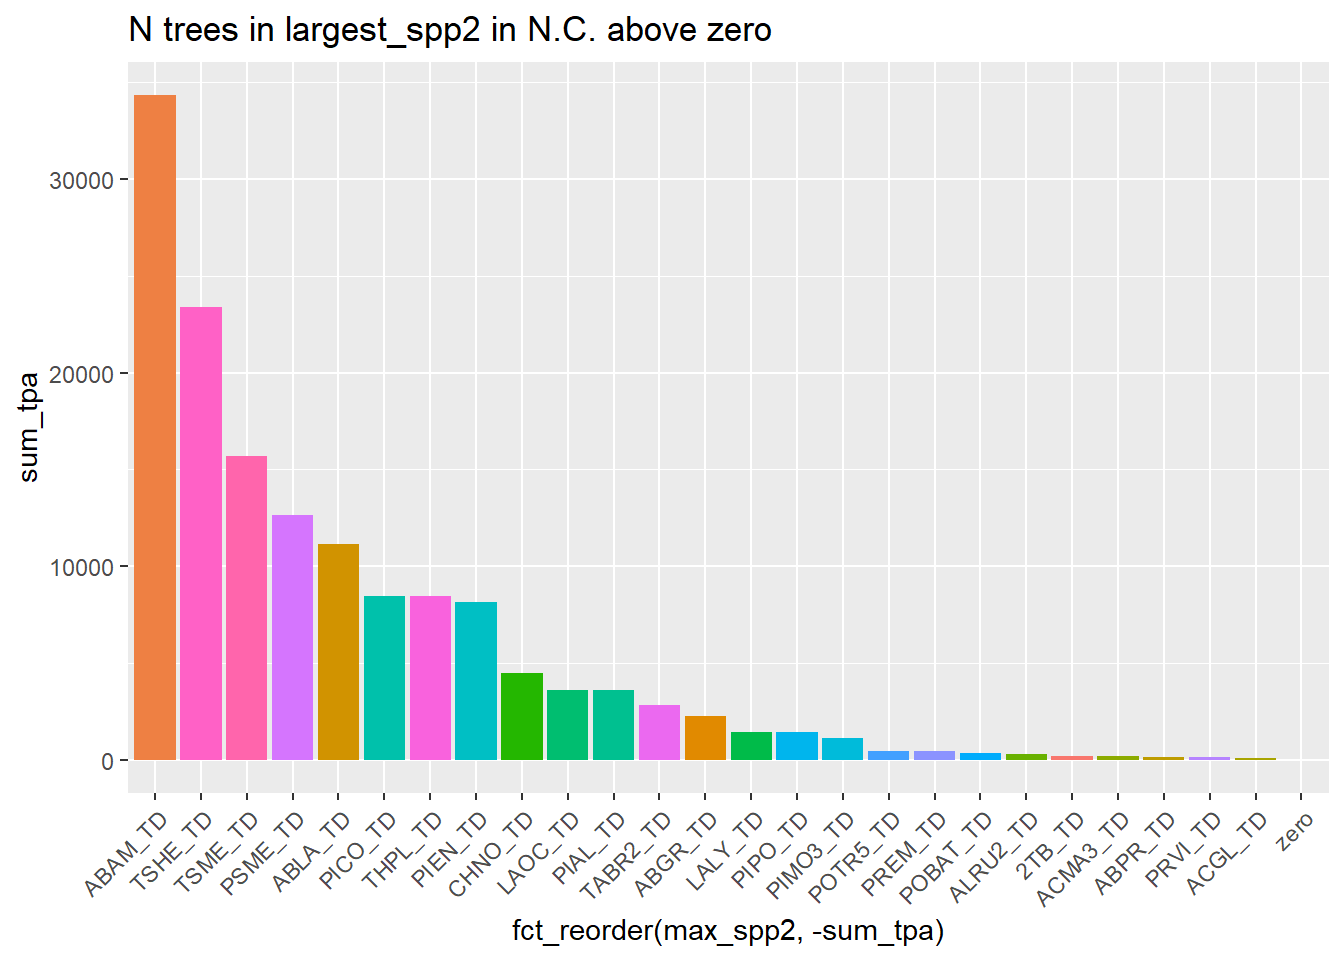 N trees in largest_spp2 in N.C. above zero
sum_tpa
30000
20000
10000
0
ABAM_TD
TSHE_TD
TSME_TD
PSME_TD
ABLA_TD
PICO_TD
THPL_TD
PIEN_TD
CHNO_TD
LAOC_TD
PIAL_TD
TABR2_TD
ABGR_TD
LALY_TD
PIPO_TD
PIMO3_TD
POTR5_TD
PREM_TD
POBAT_TD
ALRU2_TD
2TB_TD
ACMA3_TD
ABPR_TD
PRVI_TD
ACGL_TD
zero
fct_reorder(max_spp2, -sum_tpa)